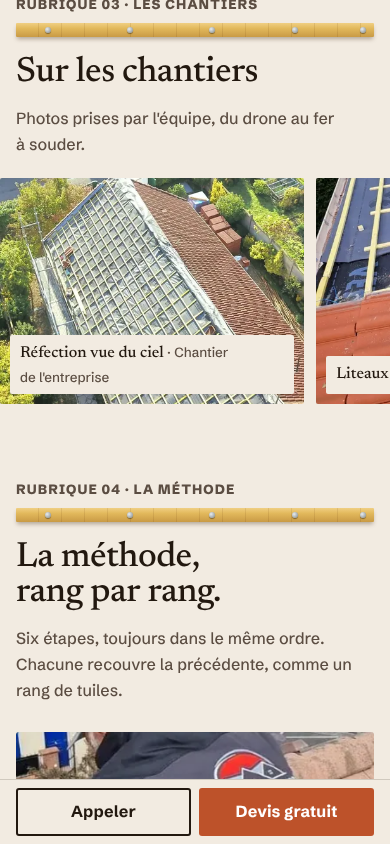 RUBRIQUE 03 · LES CHANTIERS
Sur les chantiers
Photos prises par l'équipe, du drone au fer
à souder.
Réfection vue du ciel · Chantier
de l'entreprise
Liteaux
RUBRIQUE 04 · LA MÉTHODE
La méthode,
rang par rang.
Six étapes, toujours dans le même ordre.
Chacune recouvre la précédente, comme un
rang de tuiles.
Appeler
Devis gratuit